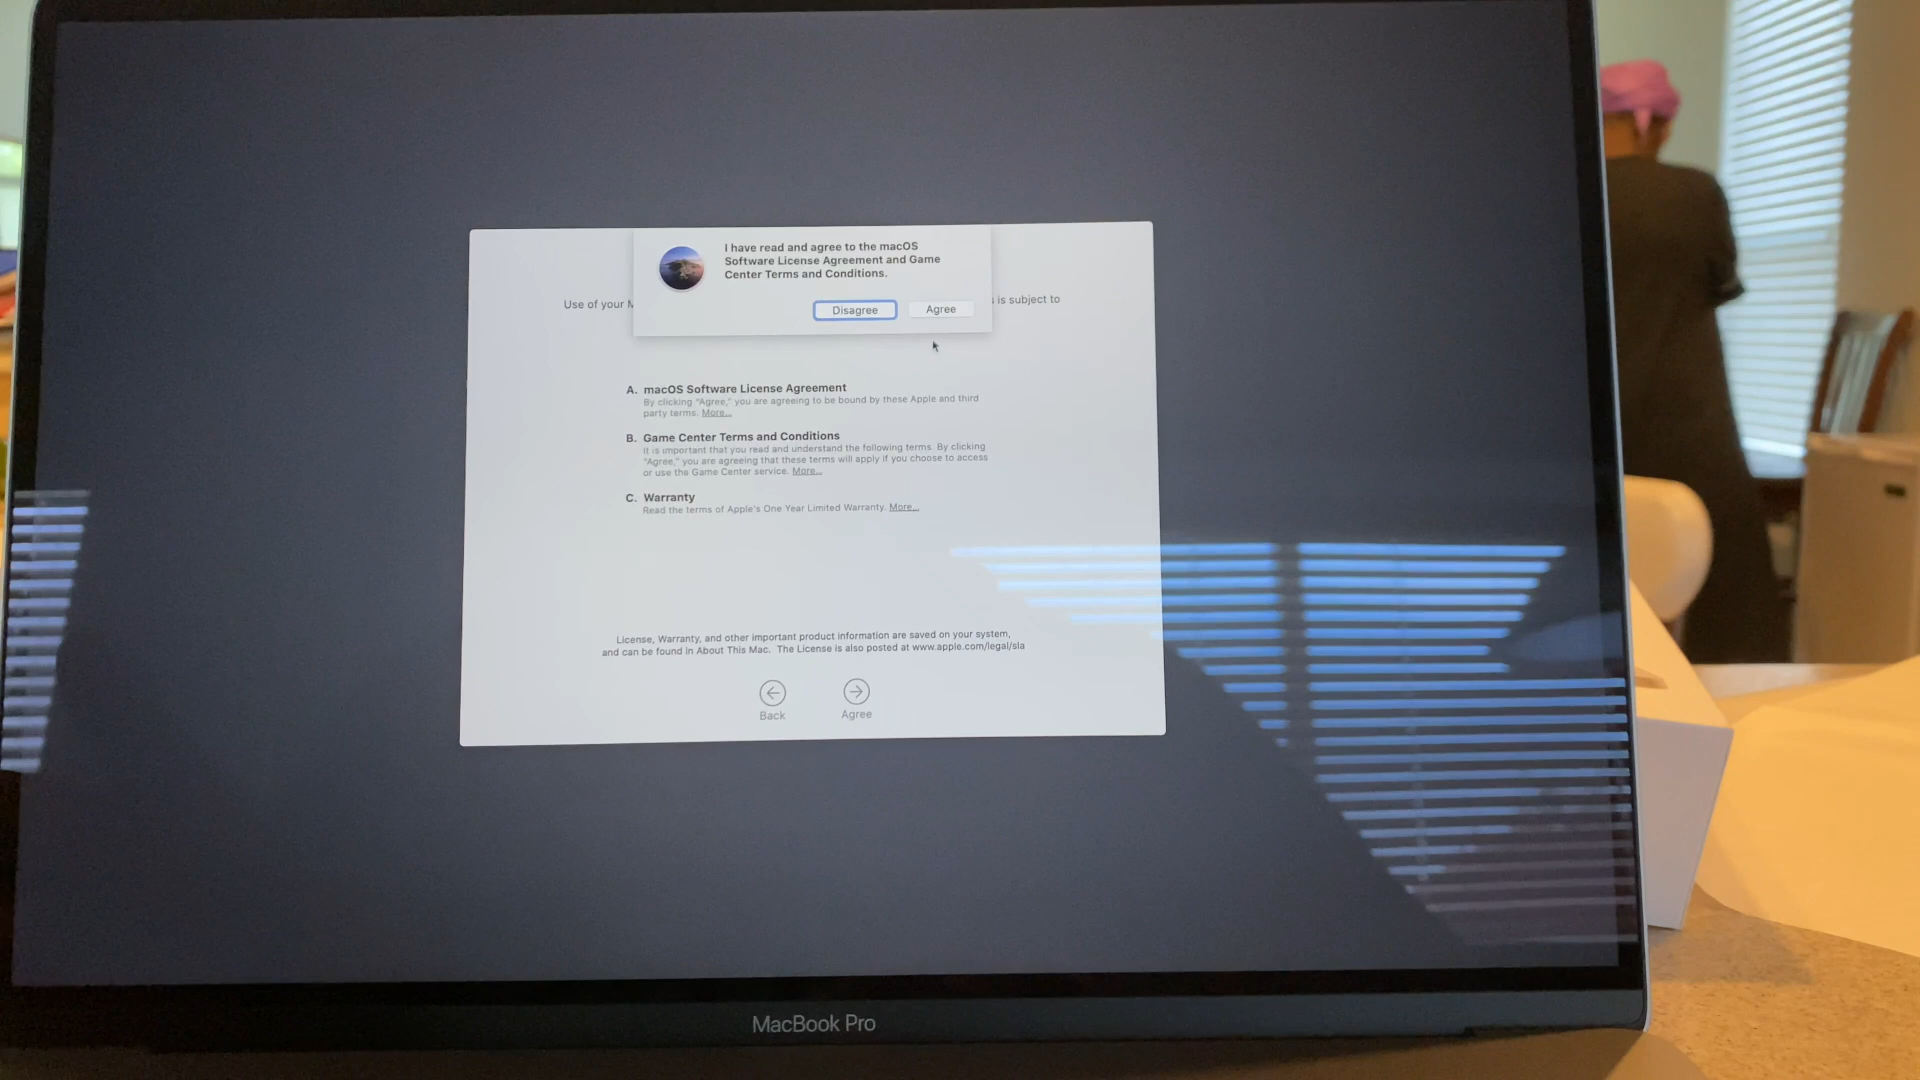 I have read and agree to the macOS
Software License Agreement and Game
Center Terms and Conditions.
Disagree Agree
Use of your is subject to
A. macOS Software License Agreement
By clicking "Agree," you are agreeing to be bound by these Apple and third
party terms. More...
B. Game Center Terms and Conditions
It is important that you read and understand the following terms. By clicking
"Agree," you are agreeing that these terms will apply if you choose to access
or use the Game Center service. More...
C. Warranty
Read the terms of Apple's One Year Limited Warranty. More...
License, Warranty, and other important product information are saved on your system,
and can be found in About This Mac. The License is also posted at www.apple.com/legal/sla
Back Agree
MacBook Pro